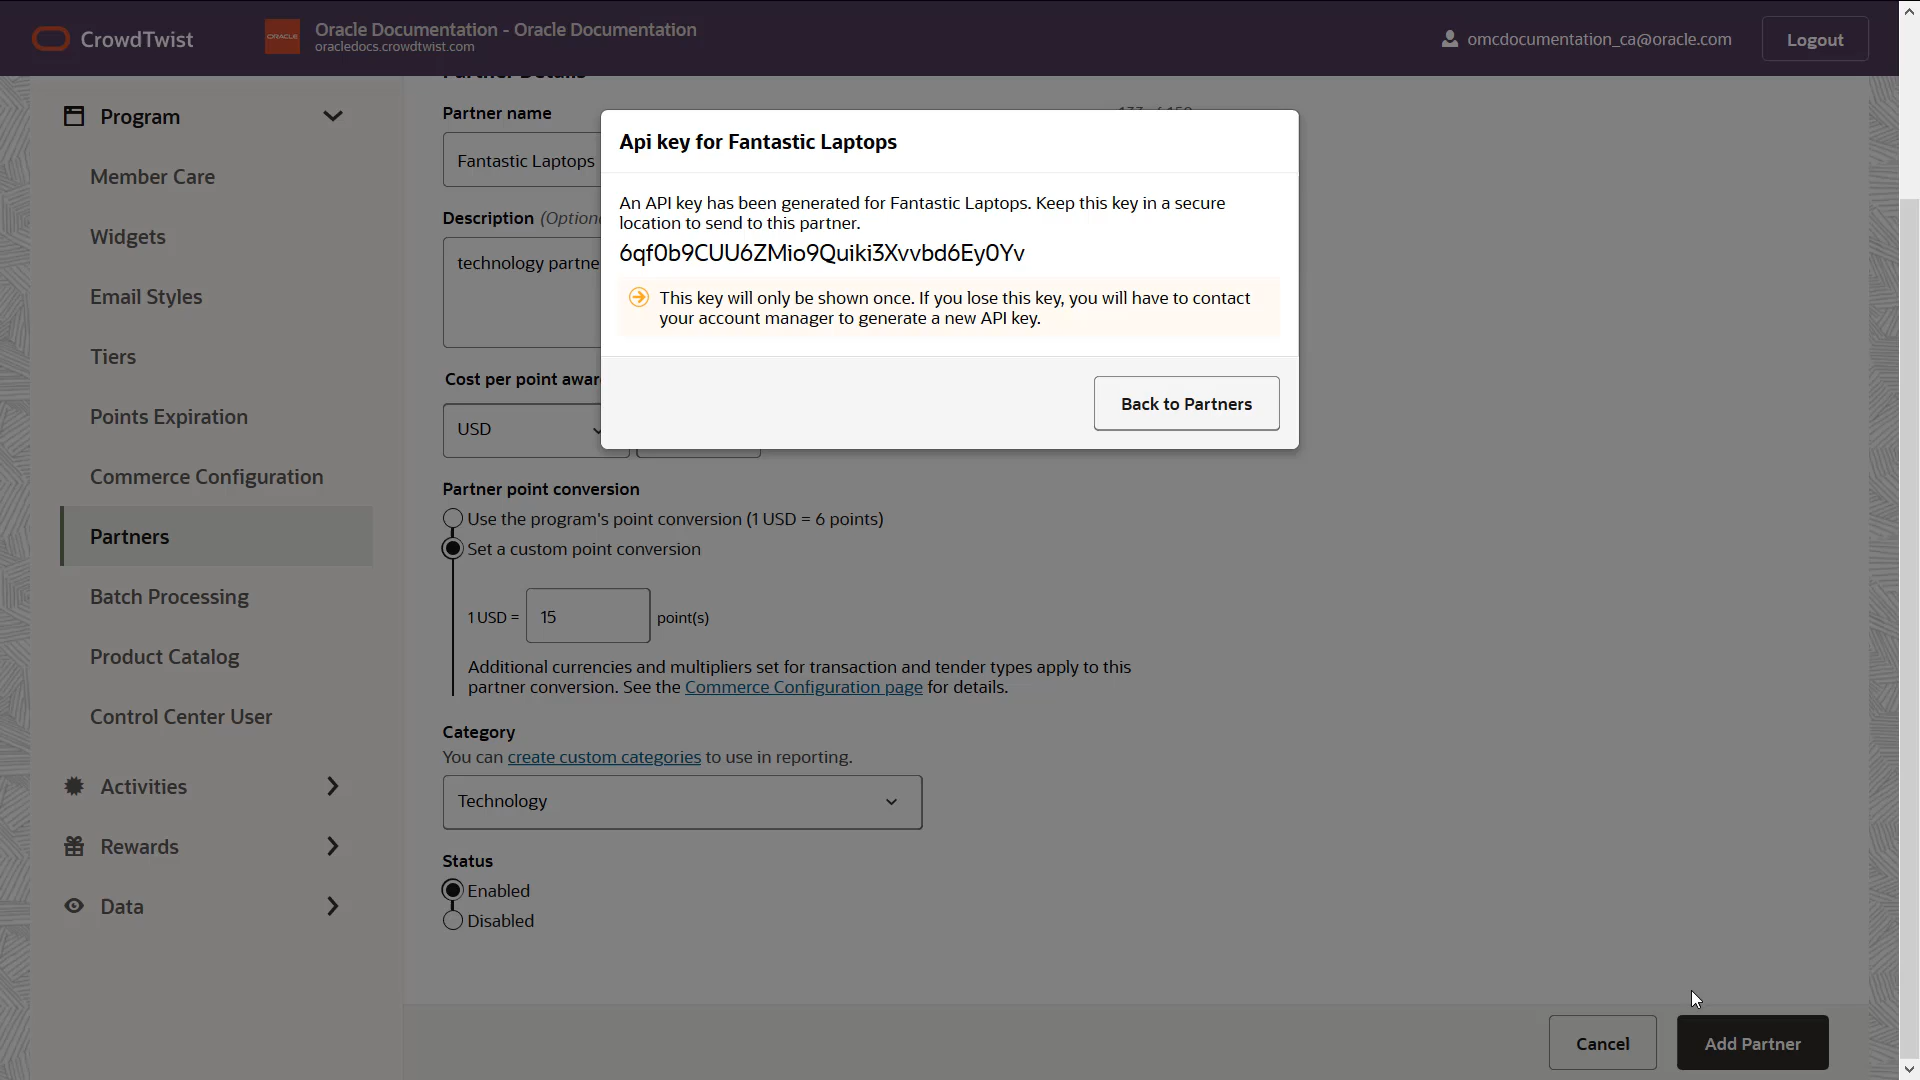 CrowdTwist
ORACLE
Oracle Documentation - Oracle Documentation
oracledocs.crowdtwist.com
omcdocumentation_ca@oracle.com
Logout
Program
Member Care
Widgets
Email Styles
Tiers
Points Expiration
Commerce Configuration
Partners
Batch Processing
Product Catalog
Control Center User
Activities
Rewards
Data
Partner Details
Partner name
Fantastic Laptops
Description (Option
technology partne
Cost per point awar
USD
Api key for Fantastic Laptops
An API key has been generated for Fantastic Laptops. Keep this key in a secure
location to send to this partner.
6qf0b9CUU6ZMio9Quiki3Xvvbd6Ey0Yv
This key will only be shown once. If you lose this key, you will have to contact
your account manager to generate a new API key.
Back to Partners
Partner point conversion
Use the program's point conversion (1 USD = 6 points)
Set a custom point conversion
1 USD = 15 point(s)
Additional currencies and multipliers set for transaction and tender types apply to this
partner conversion. See the Commerce Configuration page for details.
Category
You can create custom categories to use in reporting.
Technology
Status
Enabled
Disabled
Cancel
Add Partner